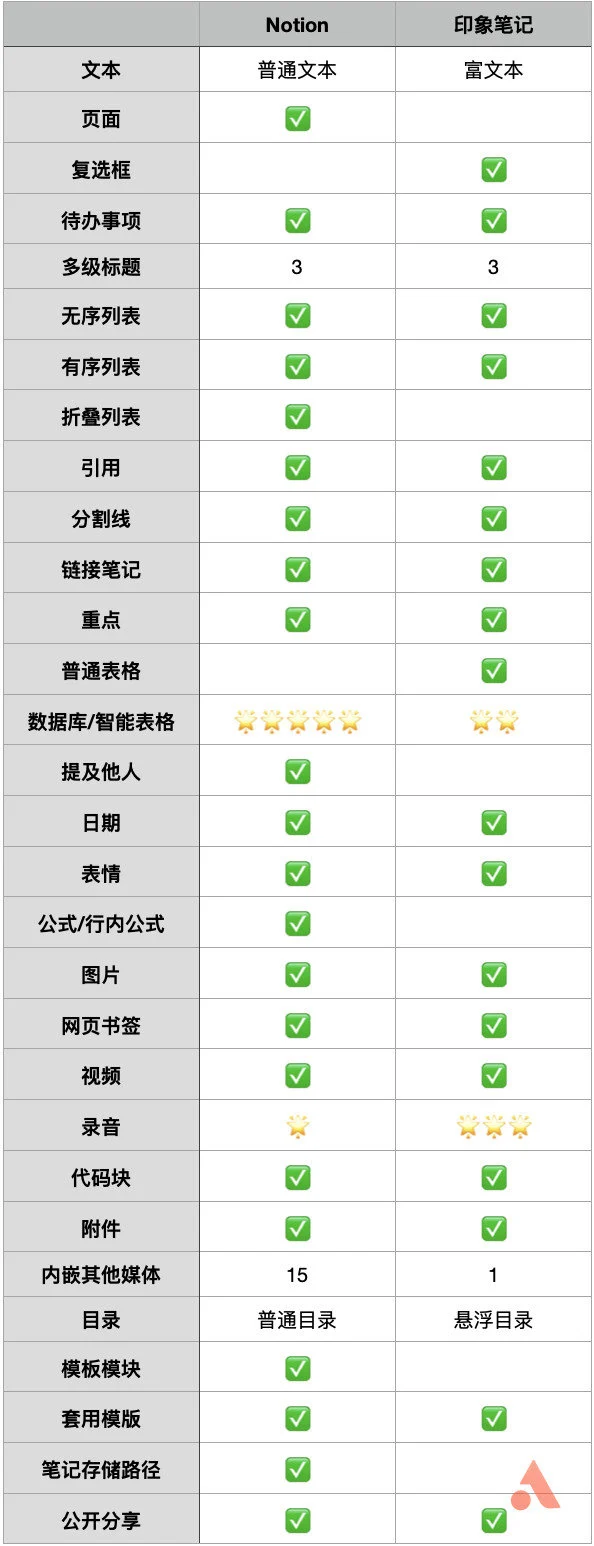 Notion 印象笔记
文本 普通文本 富文本
页面 ✅
复选框 ✅
待办事项 ✅ ✅
多级标题 3 3
无序列表 ✅ ✅
有序列表 ✅ ✅
折叠列表 ✅
引用 ✅ ✅
分割线 ✅ ✅
链接笔记 ✅ ✅
重点 ✅ ✅
普通表格 ✅
数据库/智能表格 🌟🌟🌟🌟🌟 🌟🌟
提及他人 ✅
日期 ✅ ✅
表情 ✅ ✅
公式/行内公式 ✅
图片 ✅ ✅
网页书签 ✅ ✅
视频 ✅ ✅
录音 🌟 🌟🌟🌟
代码块 ✅ ✅
附件 ✅ ✅
内嵌其他媒体 15 1
目录 普通目录 悬浮目录
模板模块 ✅
套用模版 ✅ ✅
笔记存储路径 ✅
公开分享 ✅ ✅